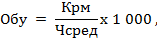 Обу = Крм / Чсред х 1 000 ,